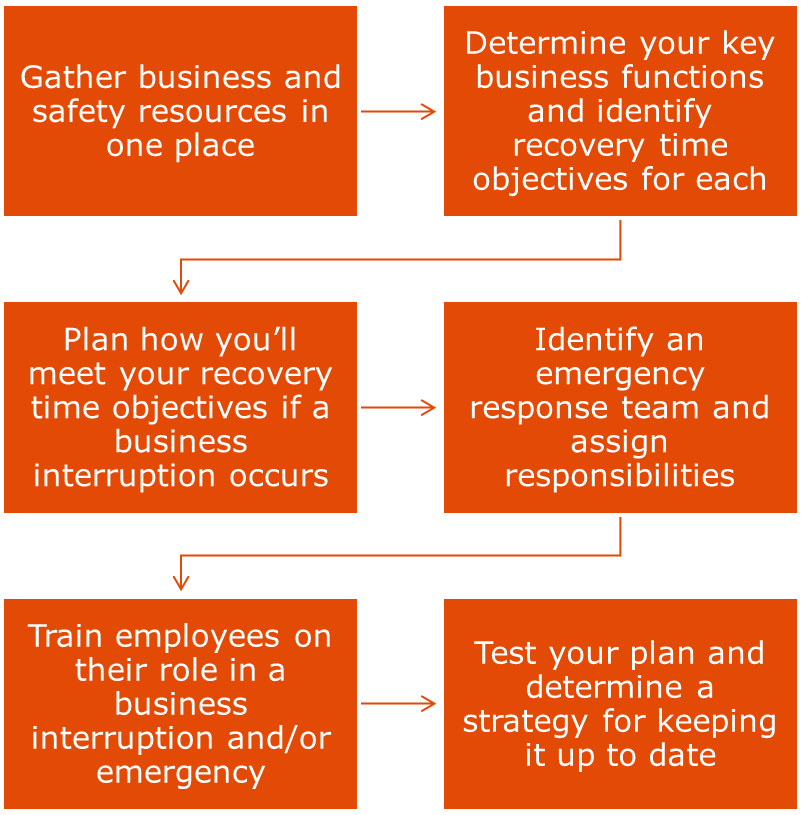 Gather business and
safety resources in
one place
Determine your key
business functions
and identify
recovery time
objectives for each
Plan how you’ll
meet your recovery
time objectives if a
business
interruption occurs
Identify an
emergency
response team and
assign
responsibilities
Train employees on
their role in a
business
interruption and/or
emergency
Test your plan and
determine a
strategy for keeping
it up to date